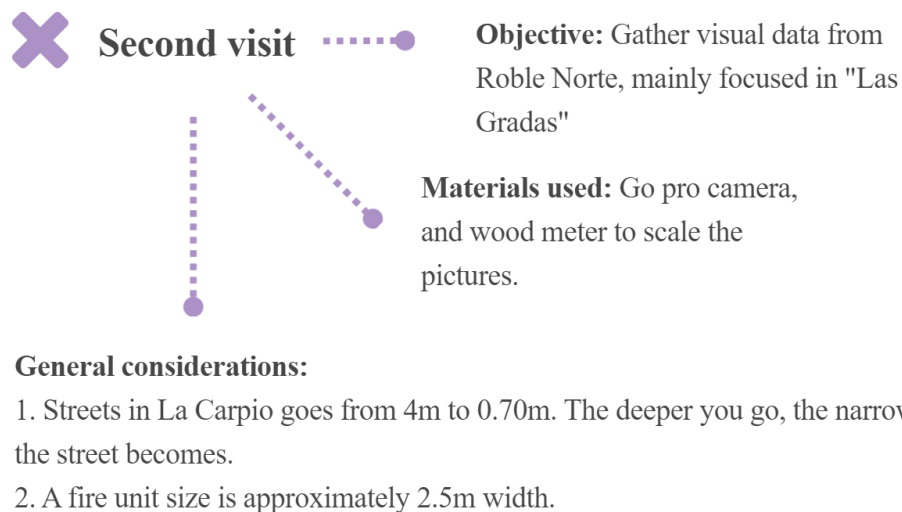 Second visit
Objective: Gather visual data from
Roble Norte, mainly focused in "Las
Gradas"
Materials used: Go pro camera,
and wood meter to scale the
pictures.
General considerations:
1. Streets in La Carpio goes from 4m to 0.70m. The deeper you go, the
the street becomes.
2. A fire unit size is approximately 2.5m width.